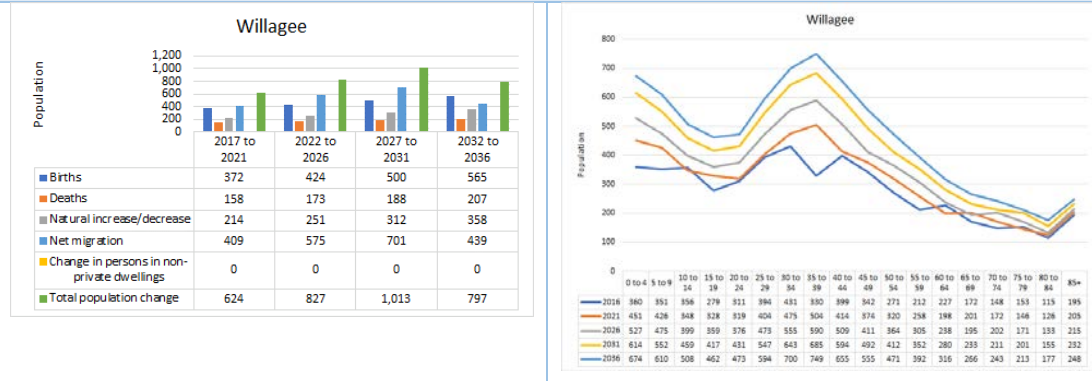 Willagee
Population
1,200
1,000
800
600
400
200
0
2017 to 2021 2022 to 2026 2027 to 2031 2032 to 2036
Births 372 424 500 565
Deaths 158 173 188 207
Natural increase/decrease 214 251 312 358
Net migration 409 575 701 439
Change in persons in non-
private dwellings 0 0 0 0
Total population change 624 827 1,013 797
Willagee
Population
800
700
600
500
400
300
200
100
0
0 to 4 5 to 9 10 to 14 15 to 19 20 to 24 25 to 29 30 to 34 35 to 39 40 to 44 45 to 49 50 to 54 55 to 59 60 to 64 65 to 69 70 to 74 75 to 79 80 to 84 85+
2016 360 351 356 279 311 394 431 330 399 342 271 212 227 172 148 153 115 195
2021 451 426 348 328 319 404 475 504 414 374 320 258 198 201 172 146 126 205
2026 527 475 399 359 376 473 555 590 509 411 364 305 238 195 202 171 133 215
2031 614 552 459 417 431 547 643 685 594 492 412 352 280 233 211 201 155 232
2036 674 610 508 462 473 594 700 749 655 555 471 392 316 266 243 213 177 248